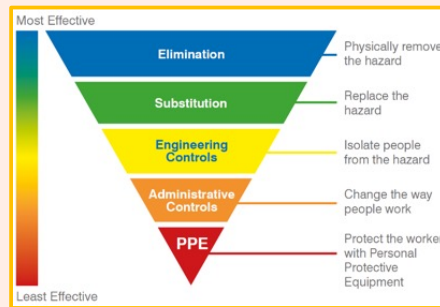 Most Effective
Elimination
Physically remove
the hazard
Substitution
Replace the
hazard
Engineering
Controls
Isolate people
from the hazard
Administrative
Controls
Change the way
people work
PPE
Protect the worker
with Personal
Protective
Equipment
Least Effective